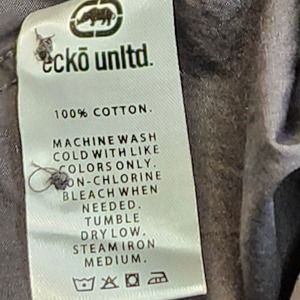 ecko unltd.
100% COTTON.
MACHINE WASH
COLD WITH LIKE
COLORS ONLY.
NON-CHLORINE
BLEACH WHEN
NEEDED.
TUMBLE
DRY LOW.
STEAM IRON
MEDIUM.